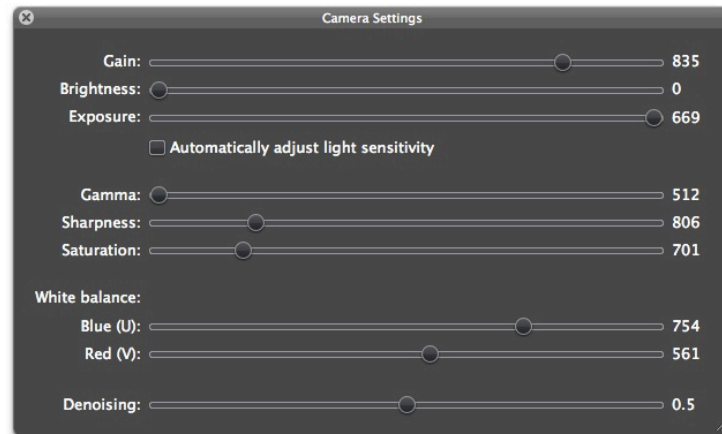 Camera Settings
Gain: 835
Brightness: 0
Exposure: 669
Automatically adjust light sensitivity
Gamma: 512
Sharpness: 806
Saturation: 701
White balance:
Blue (U): 754
Red (V): 561
Denoising: 0.5